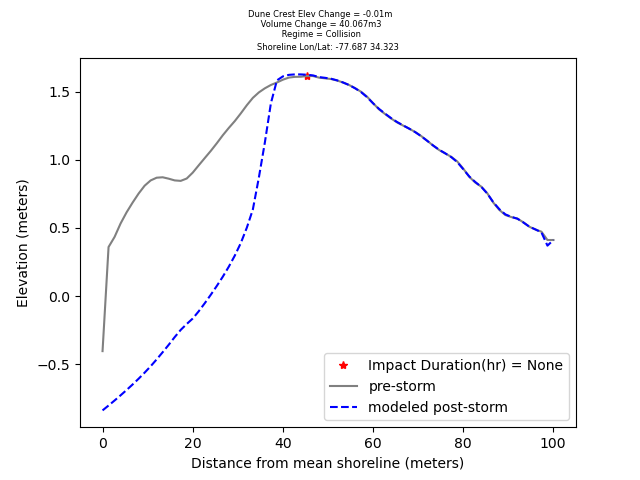 Dune Crest Elev Change = -0.01m
Volume Change = 40.067m3
Regime = Collision
Shoreline Lon/Lat: -77.687 34.323
Elevation (meters)
1.5
1.0
0.5
0.0
−0.5
Impact Duration(hr) = None
pre-storm
modeled post-storm
0 20 40 60 80 100
Distance from mean shoreline (meters)